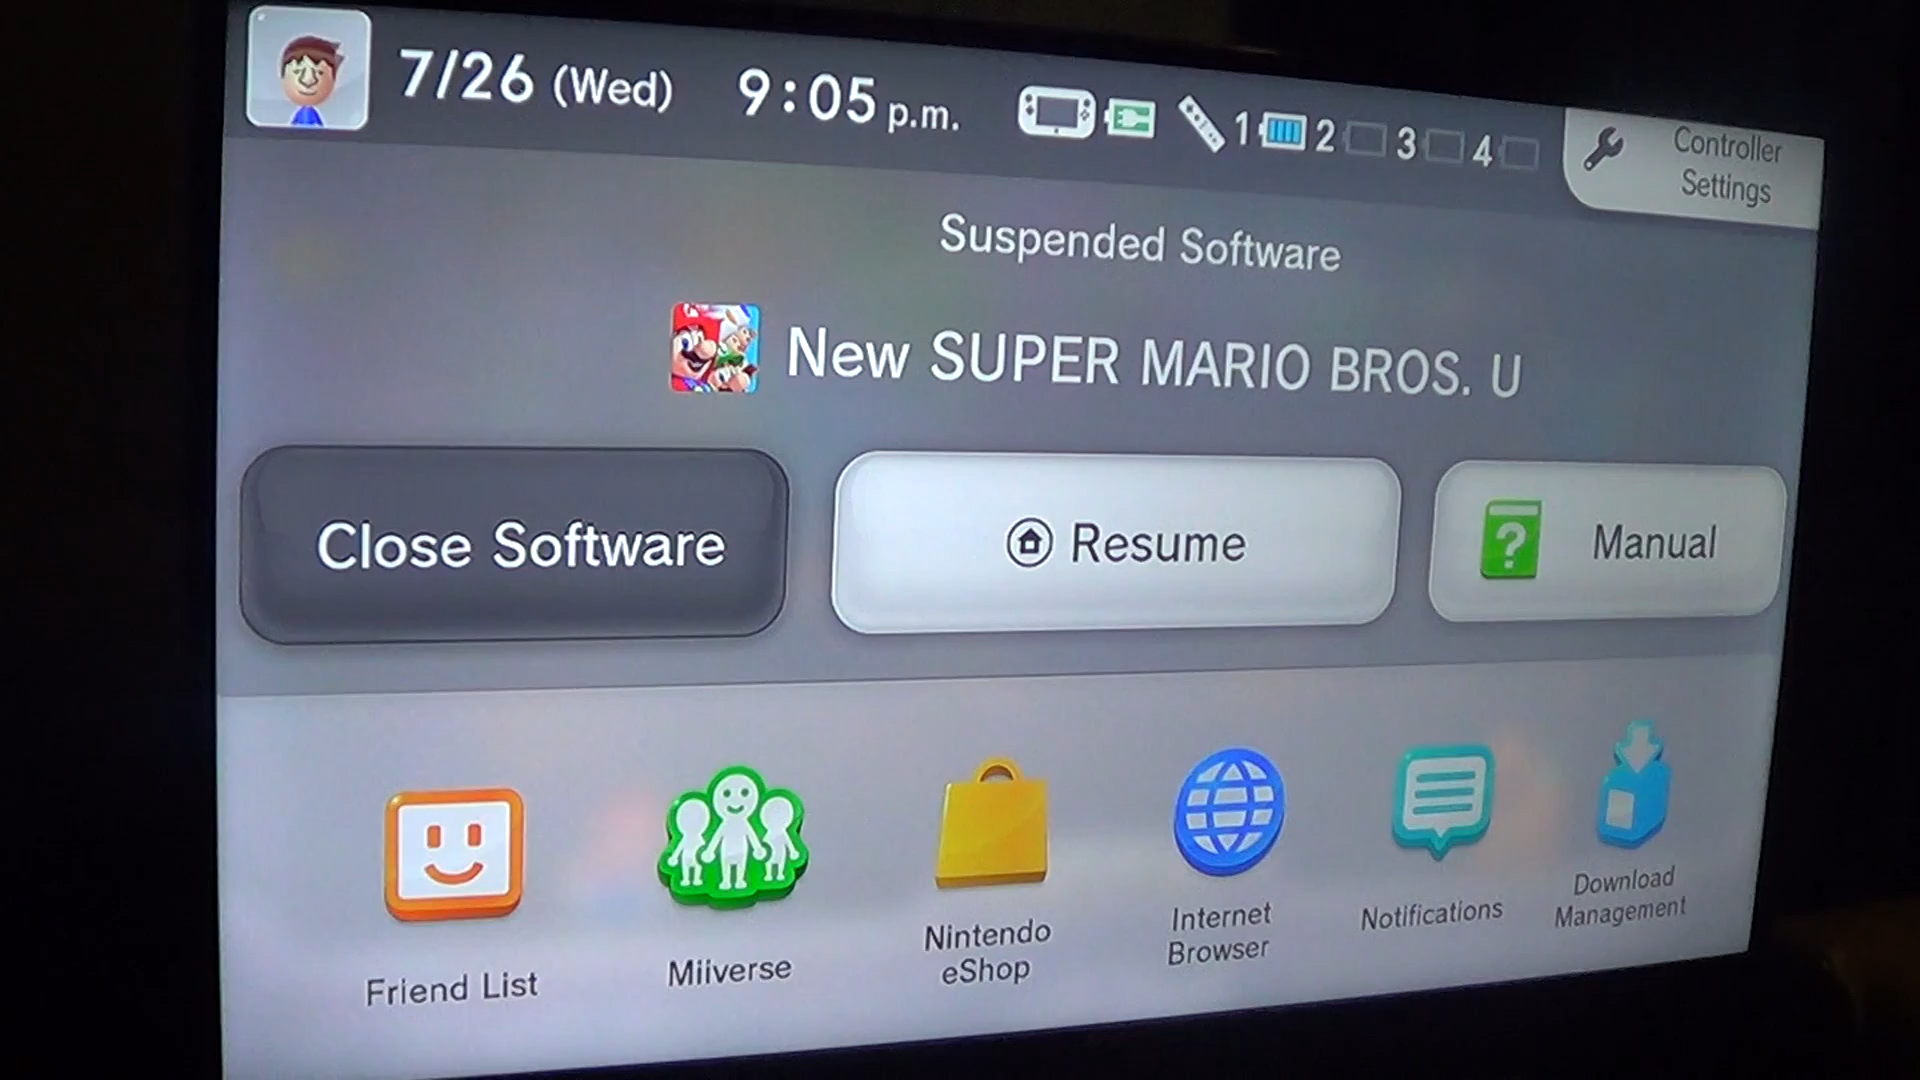 7/26 (Wed) 9:05 p.m.
1 2 3 4
Controller
Settings
Suspended Software
New SUPER MARIO BROS. U
Close Software
Resume
? Manual
Friend List
Miiverse
Nintendo
eShop
Internet
Browser
Notifications
Download
Management